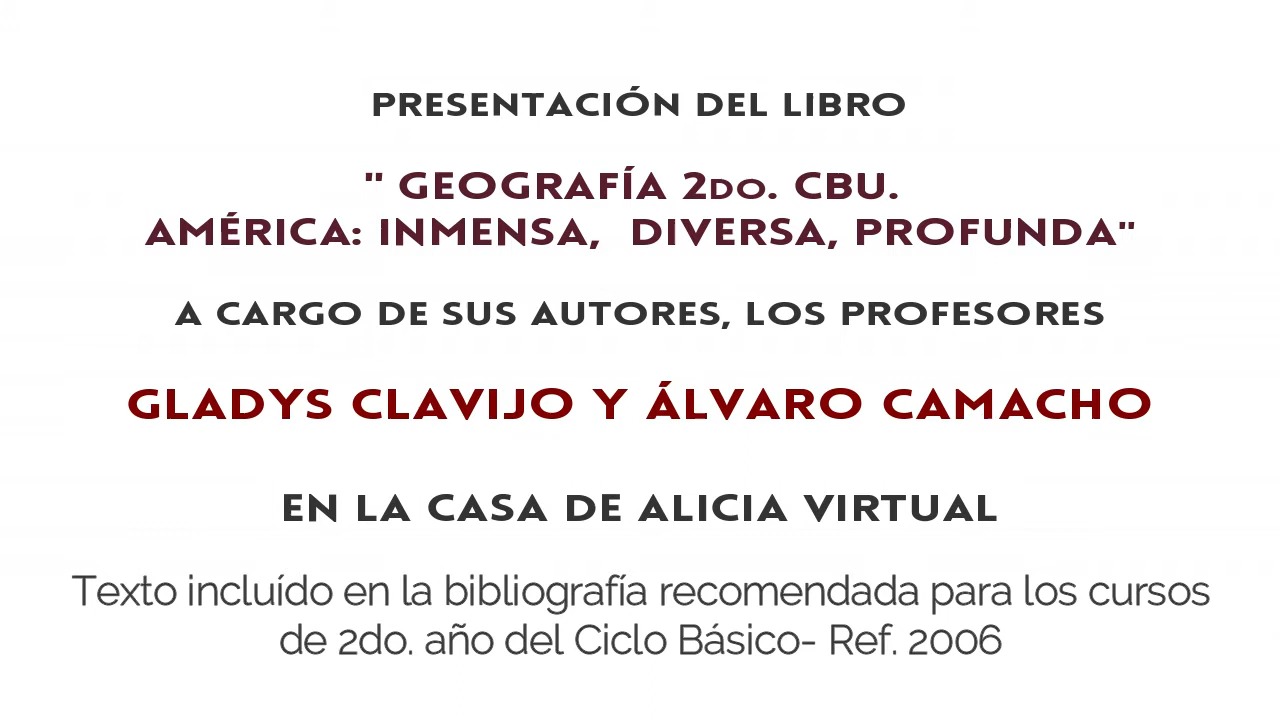 PRESENTACIÓN DEL LIBRO
" GEOGRAFÍA 2DO. CBU.
AMÉRICA: INMENSA,  DIVERSA, PROFUNDA"
A CARGO DE SUS AUTORES, LOS PROFESORES
GLADYS CLAVIJO Y ÁLVARO CAMACHO
EN LA CASA DE ALICIA VIRTUAL
Texto incluído en la bibliografía recomendada para los cursos
de 2do. año del Ciclo Básico- Ref. 2006